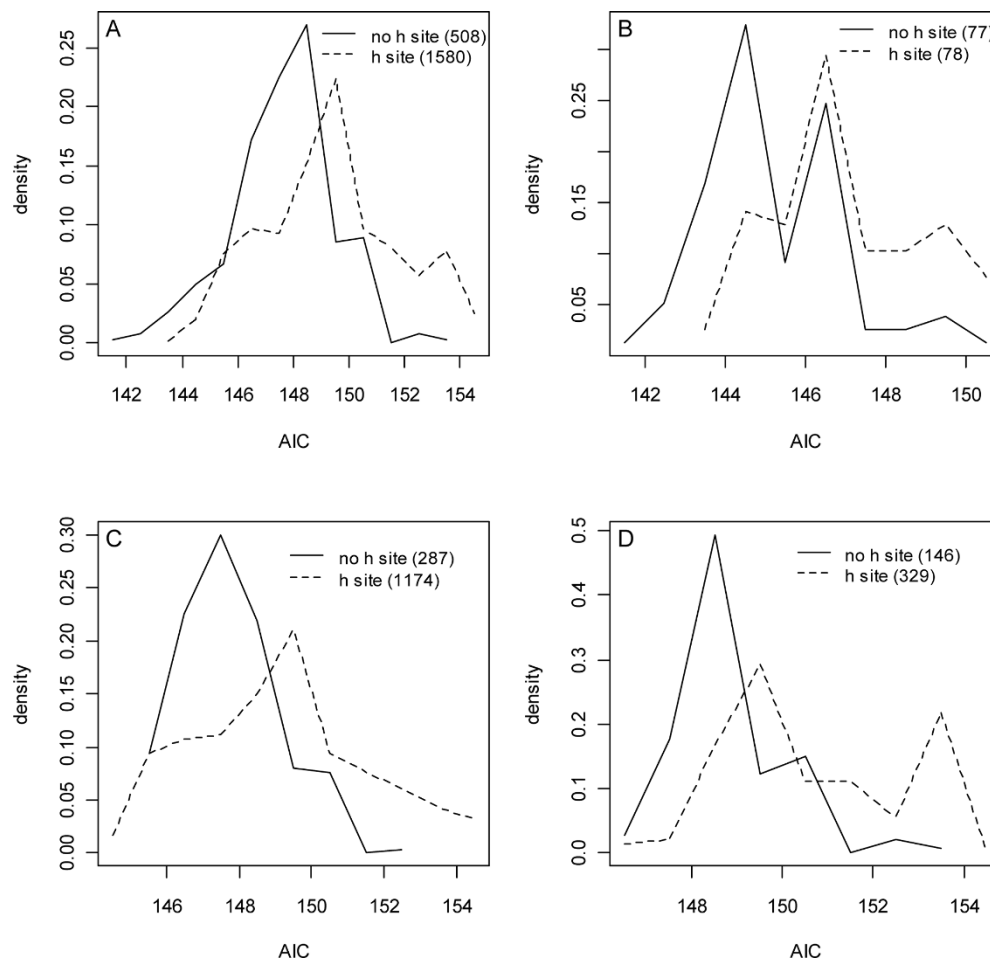 A
no h site (508)
h site (1580)
density
0.00 0.05 0.10 0.15 0.20 0.25
142 144 146 148 150 152 154
AIC
B
no h site (77)
h site (78)
density
0.05 0.15 0.25
142 144 146 148 150
AIC
C
no h site (287)
h site (1174)
density
0.00 0.05 0.10 0.15 0.20 0.25 0.30
146 148 150 152 154
AIC
D
no h site (146)
h site (329)
density
0.0 0.1 0.2 0.3 0.4 0.5
148 150 152 154
AIC